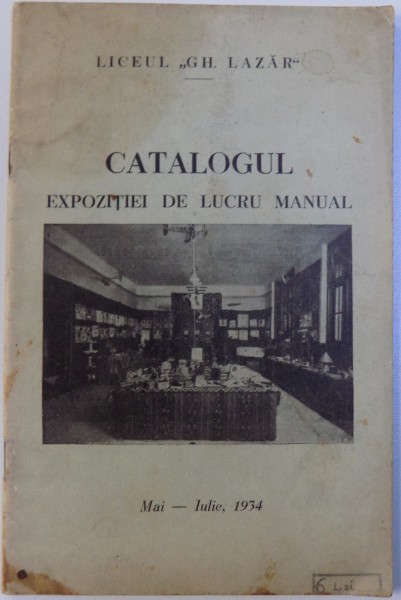 LICEUL „GH. LAZĂR“
CATALOGUL
EXPOZIȚIEI DE LUCRU MANUAL
Mai — Iulie, 1934
6 Lei